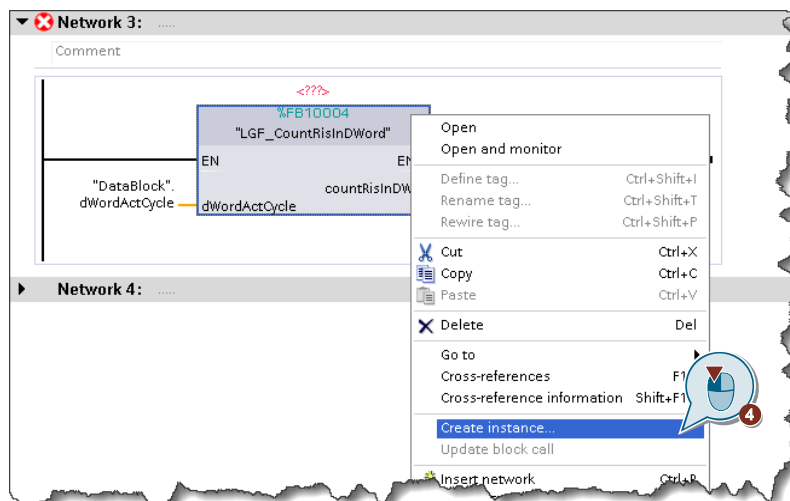 Network 3: .....
Comment
<???>
%FB10004
"LGF_CountRisInDWord"
EN
"DataBlock".
dWordActCycle
dWordActCycle
countRisInDW
Open
Open and monitor
Define tag... Ctrl+Shift+I
Rename tag... Ctrl+Shift+T
Rewire tag... Ctrl+Shift+P
Cut Ctrl+X
Copy Ctrl+C
Paste Ctrl+V
Delete Del
Go to
Cross-references
Cross-reference information Shift+F1
Create instance...
4
Update block call
Insert network Ctrl+R
Network 4: .....